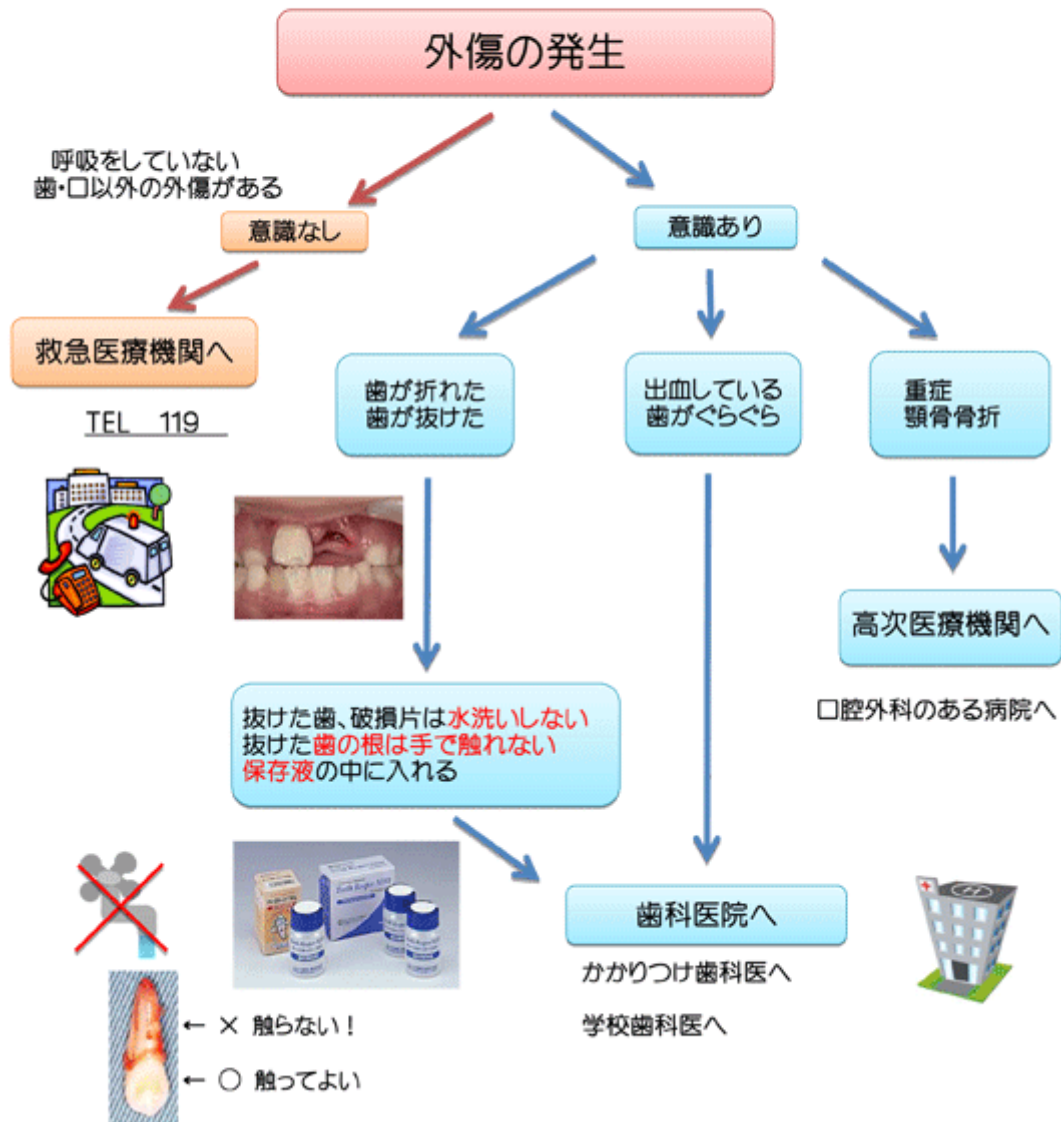 外傷の発生
呼吸をしていない
歯・口以外の外傷がある
意識なし
意識あり
救急医療機関へ
TEL 119
歯が折れた
歯が抜けた
出血している
歯がぐらぐら
重症
顎骨骨折
高次医療機関へ
口腔外科のある病院へ
抜けた歯、破損片は水洗いしない
抜けた歯の根は手で触れない
保存液の中に入れる
歯科医院へ
かかりつけ歯科医へ
学校歯科医へ
← × 触らない!
← ○ 触ってよい
H